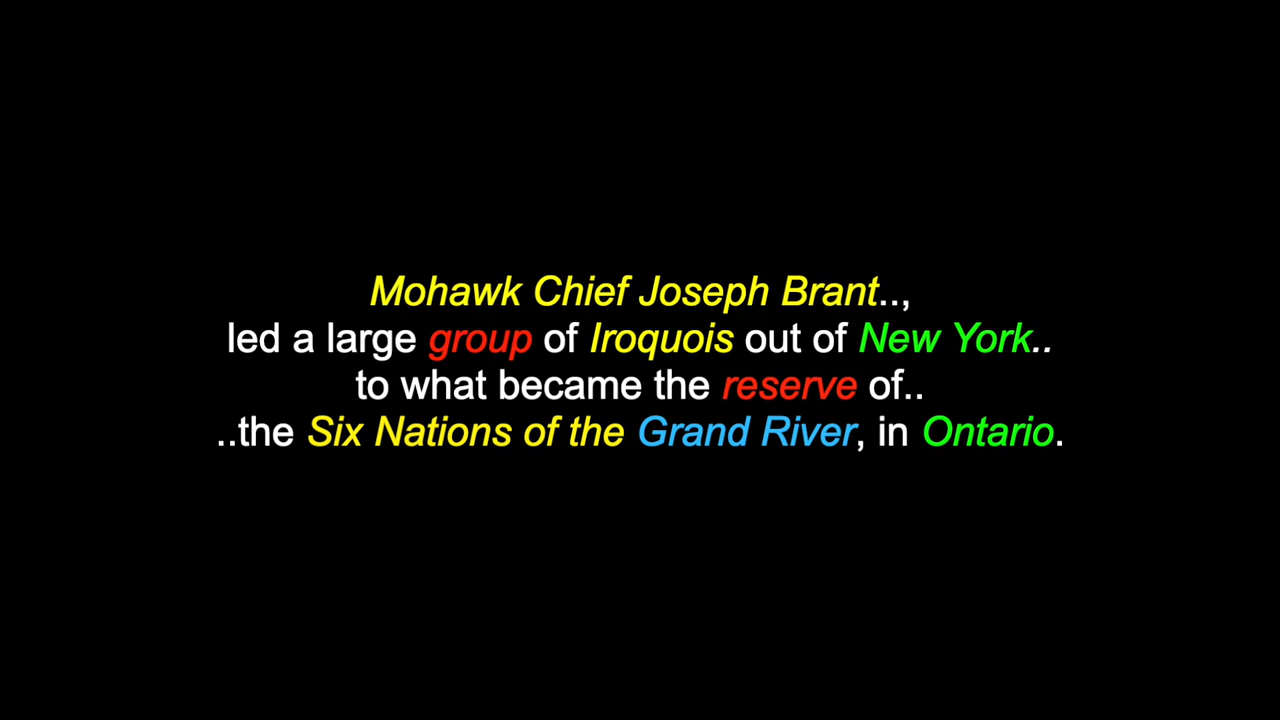 Mohawk Chief Joseph Brant..,
led a large group of Iroquois out of New York..
to what became the reserve of..
..the Six Nations of the Grand River, in Ontario.